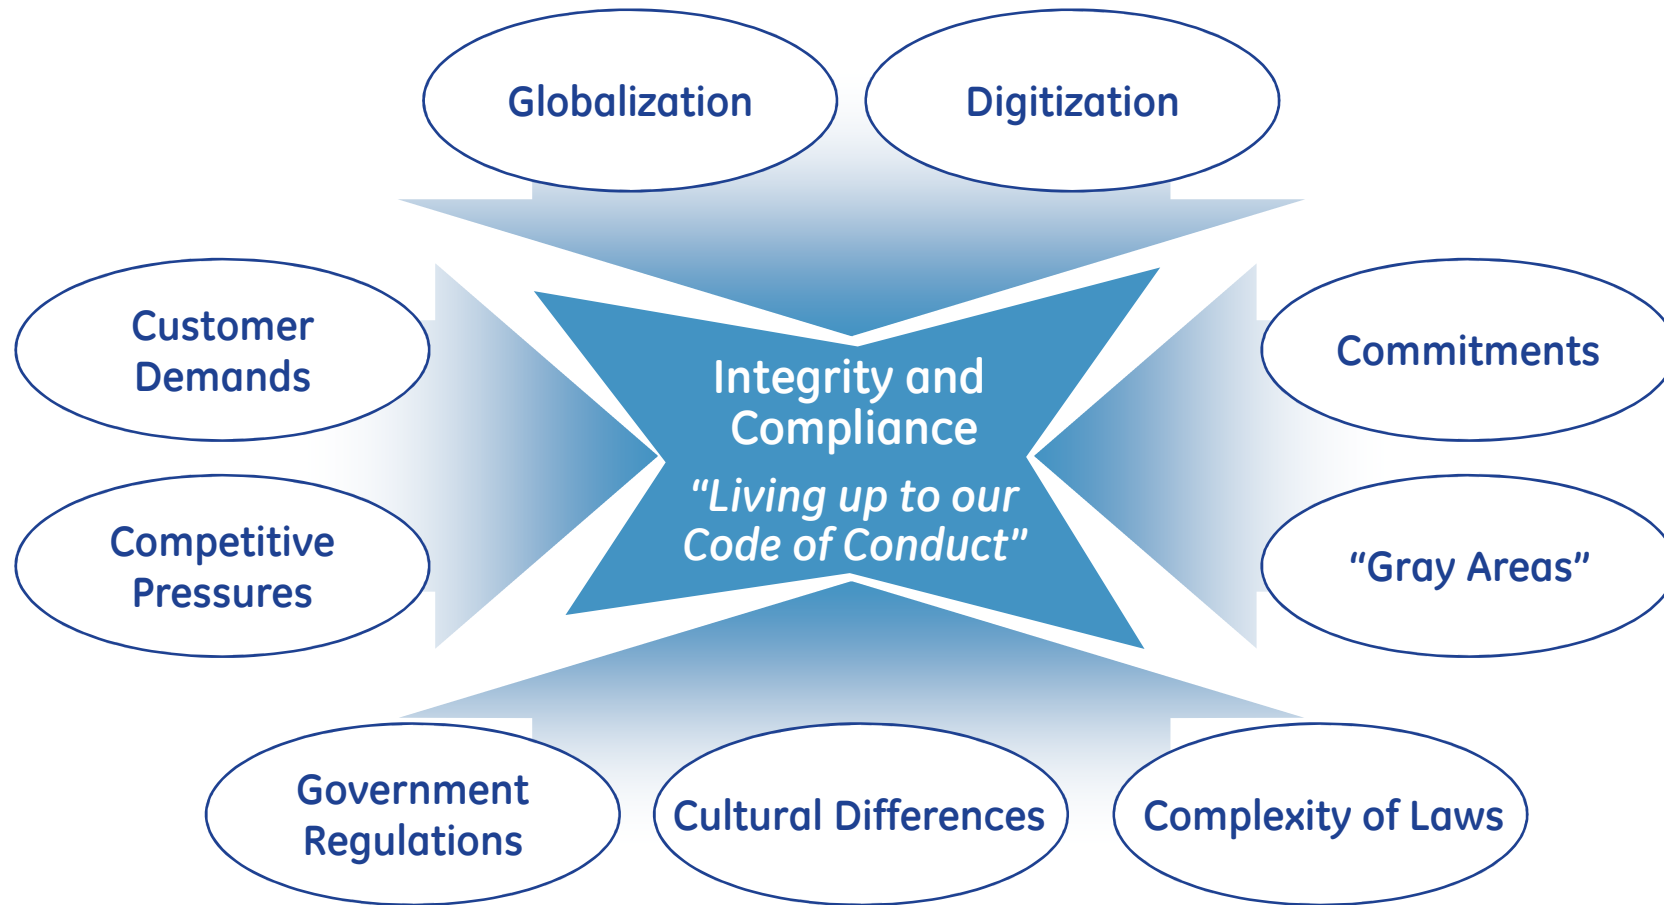 Globalization
Digitization
Customer
Demands
Commitments
Integrity and
Compliance
“Living up to our
Code of Conduct”
Competitive
Pressures
“Gray Areas”
Government
Regulations
Cultural Differences
Complexity of Laws